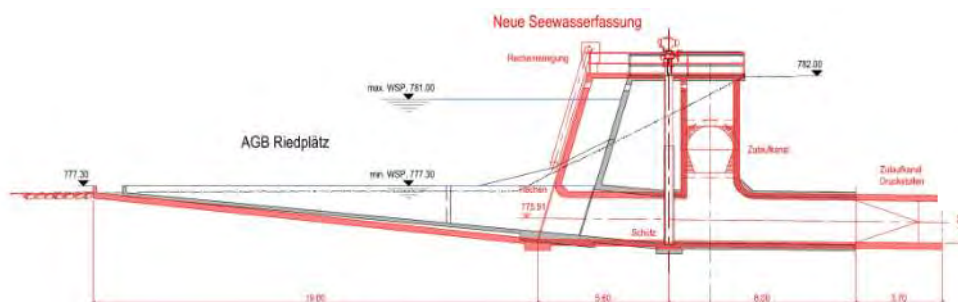 Neue Seewasserfassung
Rechenreinigung
782.00
max. WSP. 781.00
AGB Riedplätz
Zulaufkanal
777.30
min. WSP. 777.30
Rechen
Zulaufkanal
Druckstollen
775.91
Schütz
19.00
5.60
8.00
3.70